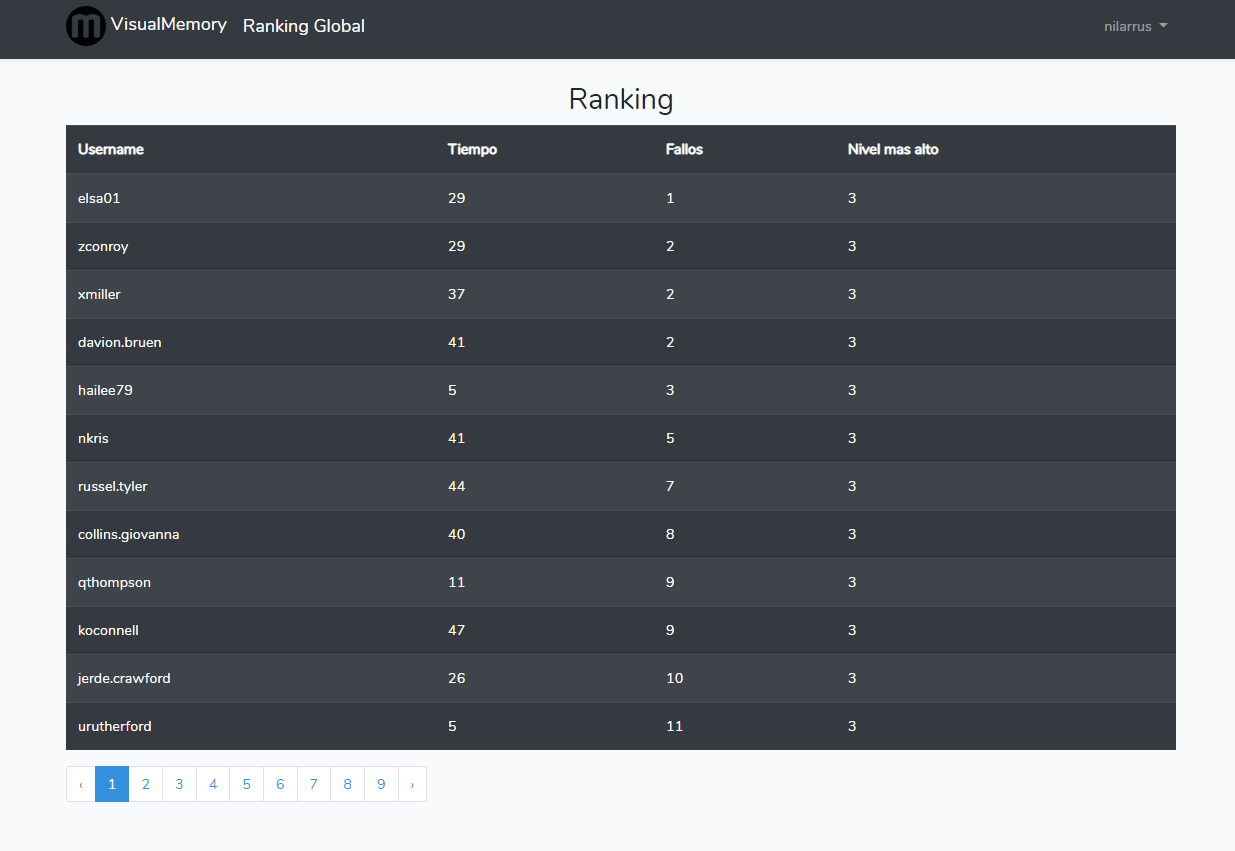 VisualMemory Ranking Global nilarrus
Ranking
Username Tiempo Fallos Nivel mas alto
elsa01 29 1 3
zconroy 29 2 3
xmiller 37 2 3
davion.bruen 41 2 3
hailee79 5 3 3
nkris 41 5 3
russel.tyler 44 7 3
collins.giovanna 40 8 3
qthompson 11 9 3
koconnell 47 9 3
jerde.crawford 26 10 3
urutherford 5 11 3
‹ 1 2 3 4 5 6 7 8 9 ›